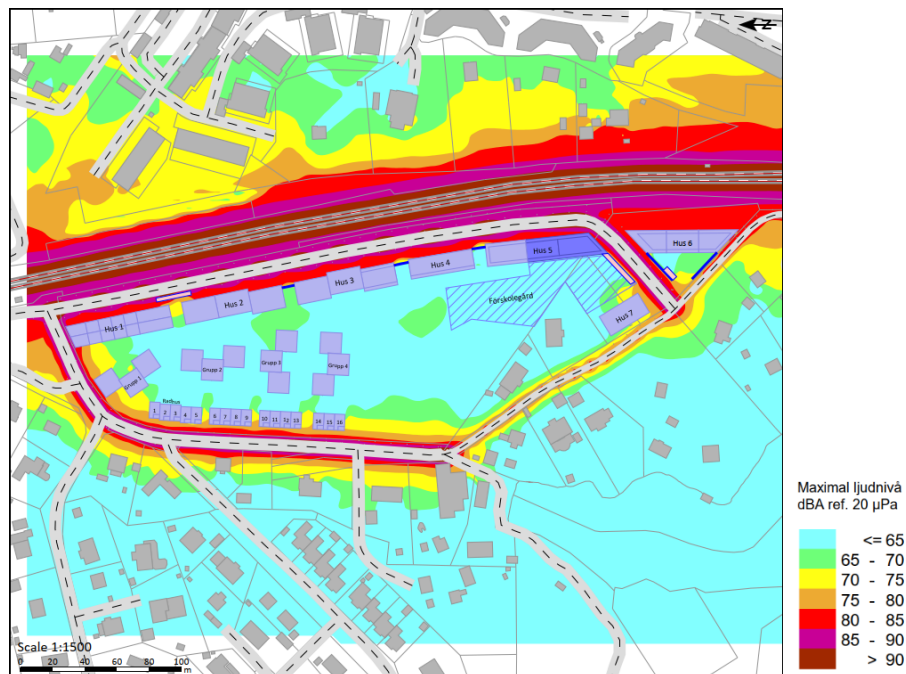 Z
Hus 6
Hus 5
Hus 4
Hus 3
Hus 2
Hus 1
Förskolegård
Hus 7
Grupp 1
Grupp 2
Grupp 3
Grupp 4
Radhus
1 2 3 4 5 6 7 8 9 10 11 12 13 14 15 16
Maximal ljudnivå
dBA ref. 20 µPa
<= 65
65 - 70
70 - 75
75 - 80
80 - 85
85 - 90
> 90
Scale 1:1500
0 20 40 60 80 100
m